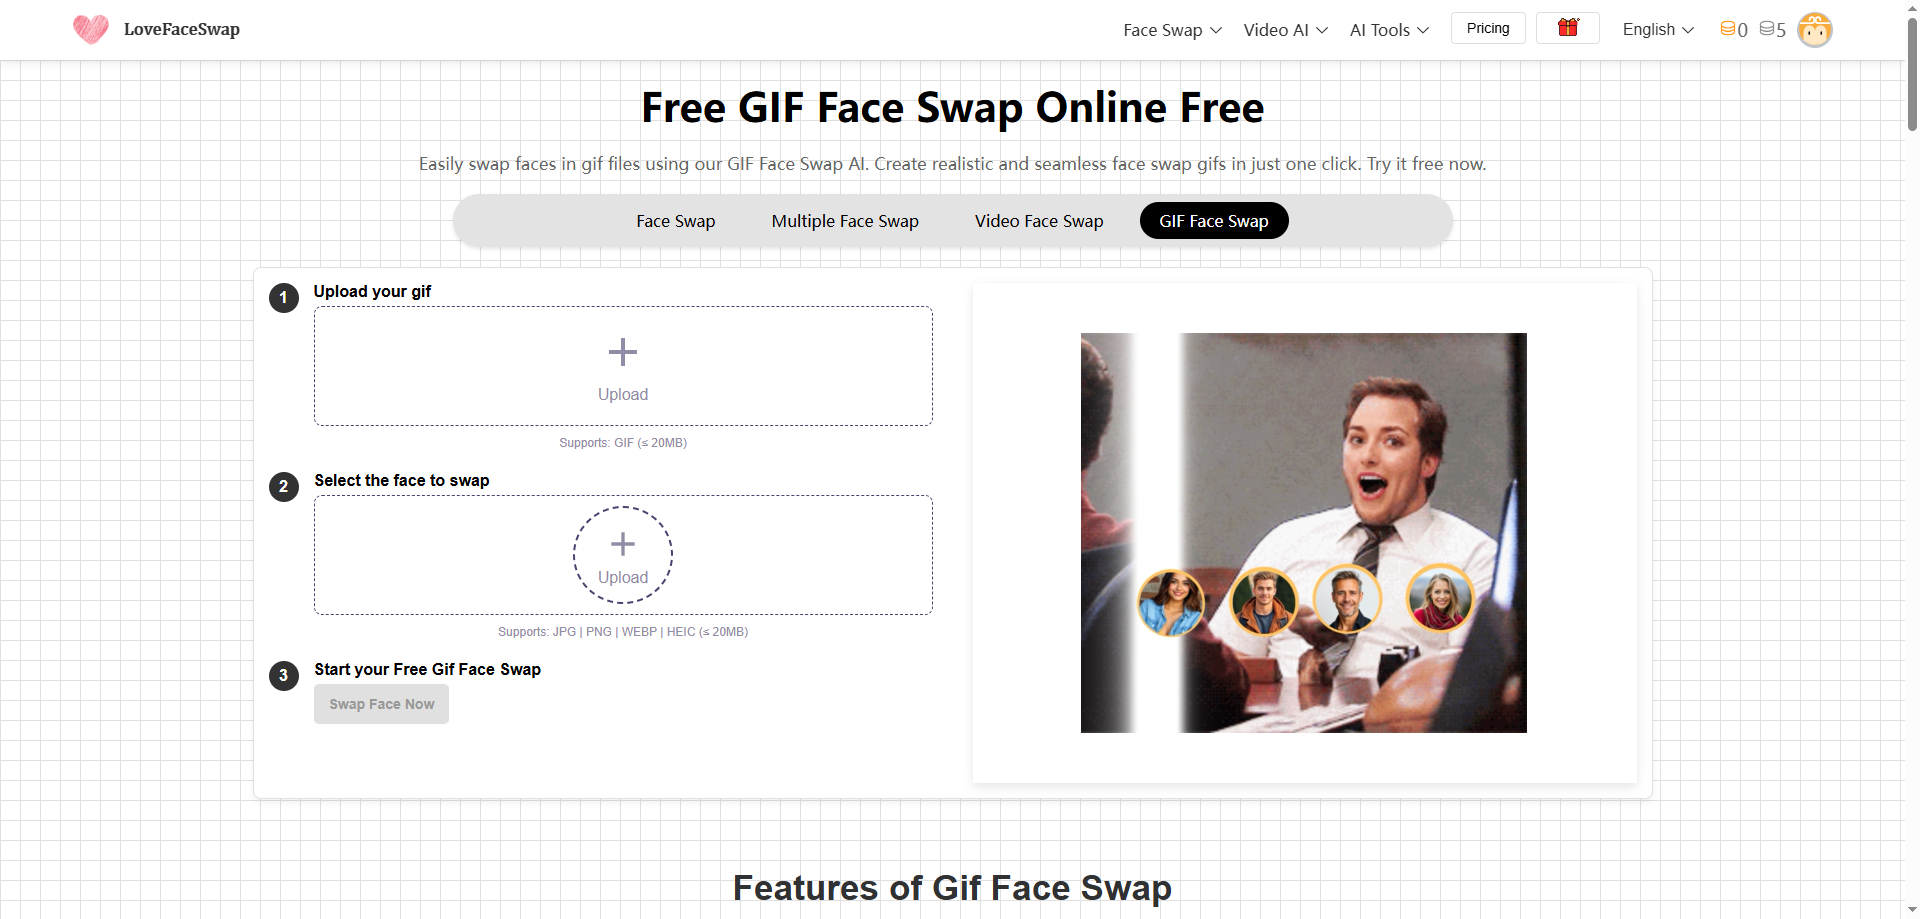 LoveFaceSwap
Face Swap
Video AI
AI Tools
Pricing
English
0
5
Free GIF Face Swap Online Free
Easily swap faces in gif files using our GIF Face Swap AI. Create realistic and seamless face swap gifs in just one click. Try it free now.
Face Swap
Multiple Face Swap
Video Face Swap
GIF Face Swap
1
Upload your gif
Upload
Supports: GIF (≤ 20MB)
2
Select the face to swap
Upload
Supports: JPG | PNG | WEBP | HEIC (≤ 20MB)
3
Start your Free Gif Face Swap
Swap Face Now
Features of Gif Face Swap